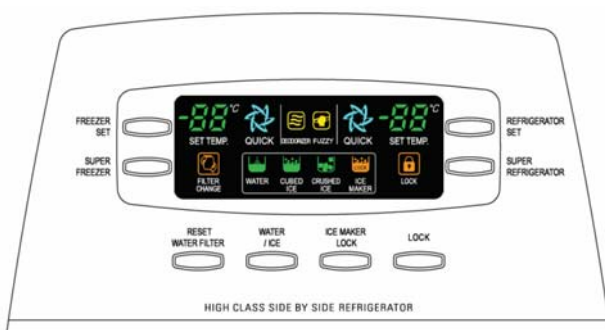 FREEZER
SET
SUPER
FREEZER
-88°C
SET TEMP.
QUICK
DEODORIZER FUZZY
QUICK
-88°C
SET TEMP.
FILTER
CHANGE
WATER
CUBED
ICE
CRUSHED
ICE
ICE
MAKER
LOCK
REFRIGERATOR
SET
SUPER
REFRIGERATOR
RESET
WATER FILTER
WATER
/ ICE
ICE MAKER
LOCK
LOCK
HIGH CLASS SIDE BY SIDE REFRIGERATOR